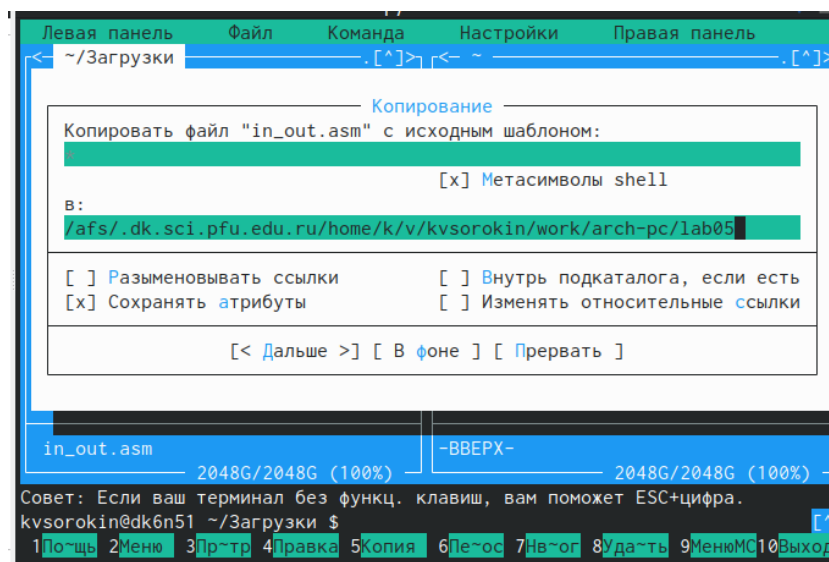 Левая панель Файл Команда Настройки Правая панель
<- ~/Загрузки .[^]> <- ~ .[^]>
Копирование
Копировать файл "in_out.asm" с исходным шаблоном:
*
[x] Метасимволы shell
в:
/afs/.dk.sci.pfu.edu.ru/home/k/v/kvsorokin/work/arch-pc/lab05
[ ] Разыменовывать ссылки [ ] Внутрь подкаталога, если есть
[x] Сохранять атрибуты [ ] Изменять относительные ссылки
[< Дальше >] [ В фоне ] [ Прервать ]
in_out.asm -ВВЕРХ-
2048G/2048G (100%) 2048G/2048G (100%)
Совет: Если ваш терминал без функц. клавиш, вам поможет ESC+цифра.
kvsorokin@dk6n51 ~/Загрузки $ [^
1По~щь 2Меню 3Пр~тр 4Правка 5Копия 6Пе~ос 7Нв~ог 8Уда~ть 9МенюМС 10Выход